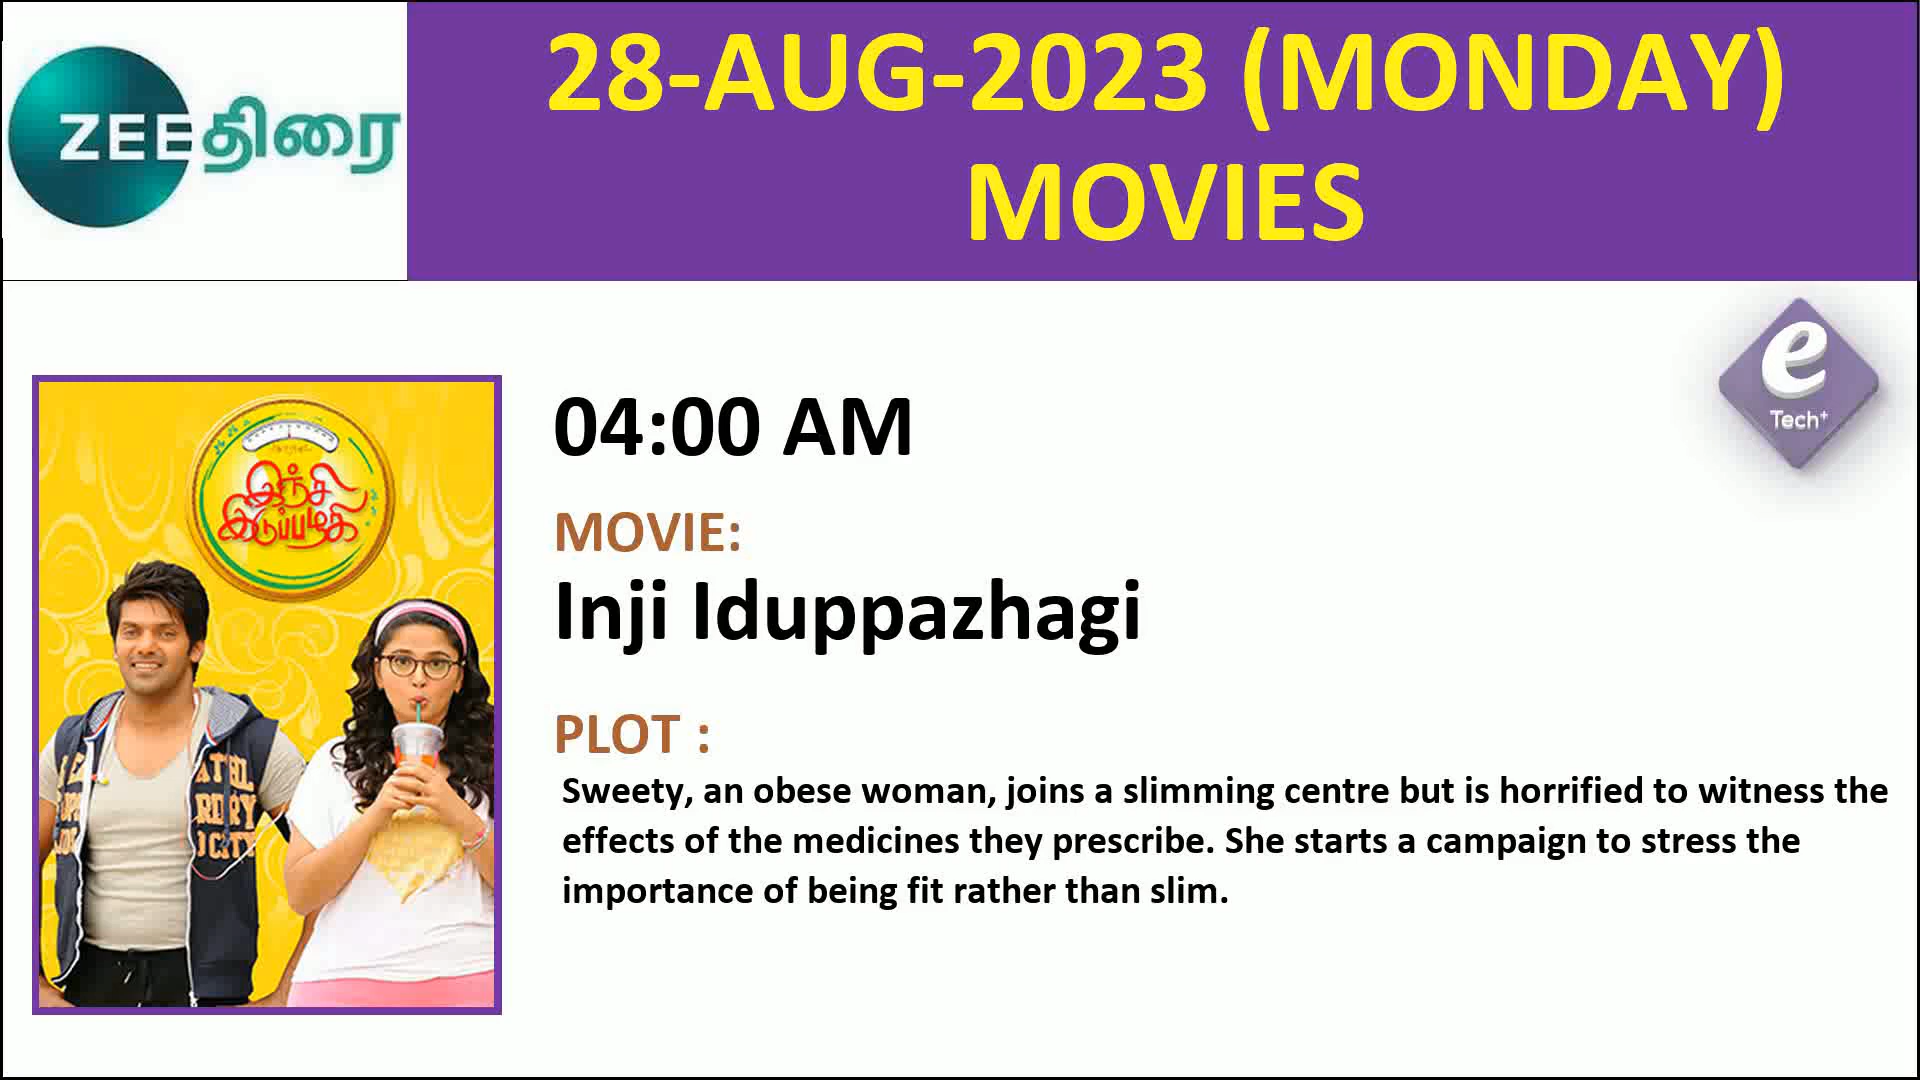 ZEE திரை
28-AUG-2023 (MONDAY)
MOVIES
e
Tech+
04:00 AM
MOVIE:
Inji Iduppazhagi
PLOT :
Sweety, an obese woman, joins a slimming centre but is horrified to witness the
effects of the medicines they prescribe. She starts a campaign to stress the
importance of being fit rather than slim.
இஞ்சி
இடுப்பழகி